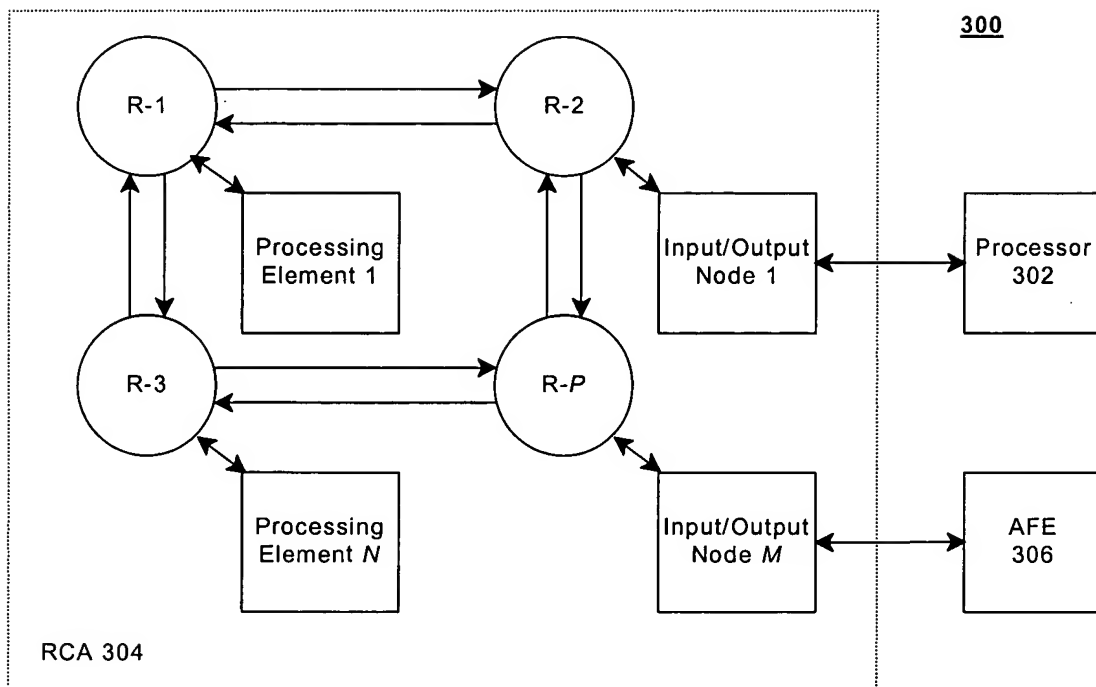 300
R-1
R-2
Processing
Element 1
Input/Output
Node 1
Processor
302
R-3
R-P
Processing
Element N
Input/Output
Node M
AFE
306
RCA 304